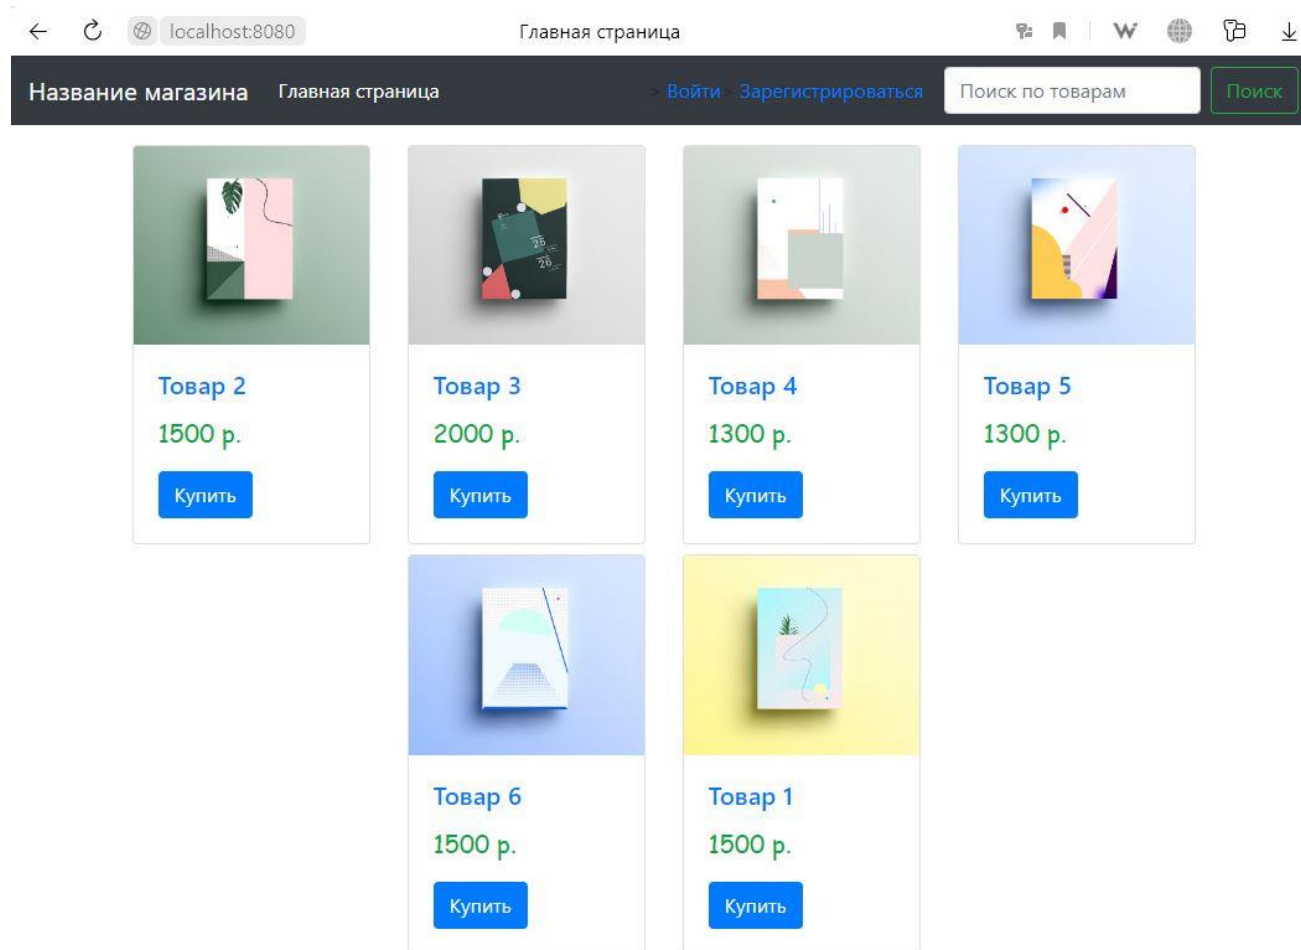 localhost:8080 Главная страница
Название магазина Главная страница > Войти > Зарегистрироваться Поиск по товарам Поиск
25
26
Товар 2 Товар 3 Товар 4 Товар 5
1500 р. 2000 р. 1300 р. 1300 р.
Купить Купить Купить Купить
Товар 6 Товар 1
1500 р. 1500 р.
Купить Купить